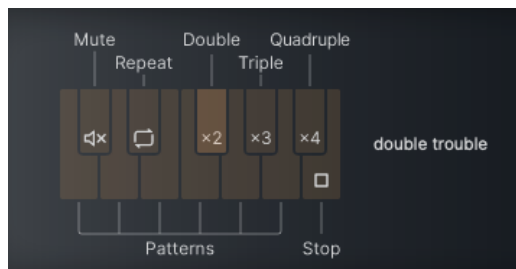 Mute Double Quadruple
Repeat Triple
×2 ×3 ×4
double trouble
Patterns Stop